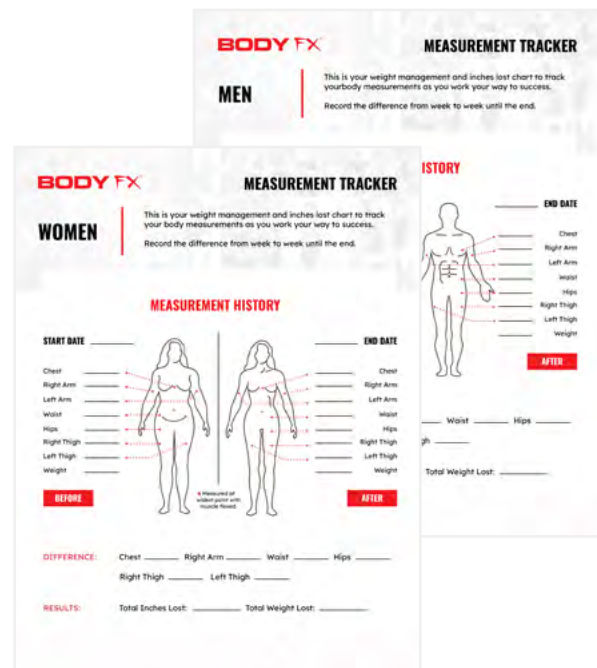 BODY FX
MEASUREMENT TRACKER
MEN
This is your weight management and inches lost chart to track
yourbody measurements as you work your way to success.
Record the difference from week to week until the end.
ISTORY
END DATE
Chest
Right Arm
Left Arm
Waist
Hips
Right Thigh
Left Thigh
Weight
AFTER
Waist Hips
gh
Total Weight Lost:
BODY FX
MEASUREMENT TRACKER
WOMEN
This is your weight management and inches lost chart to track
your body measurements as you work your way to success.
Record the difference from week to week until the end.
MEASUREMENT HISTORY
START DATE
Chest
Right Arm
Left Arm
Waist
Hips
Right Thigh
Left Thigh
Weight
BEFORE
Measured at
widest point with
muscle flexed.
END DATE
Chest
Right Arm
Left Arm
Waist
Hips
Right Thigh
Left Thigh
Weight
AFTER
DIFFERENCE: Chest Right Arm Waist Hips
Right Thigh Left Thigh
RESULTS: Total Inches Lost: Total Weight Lost: